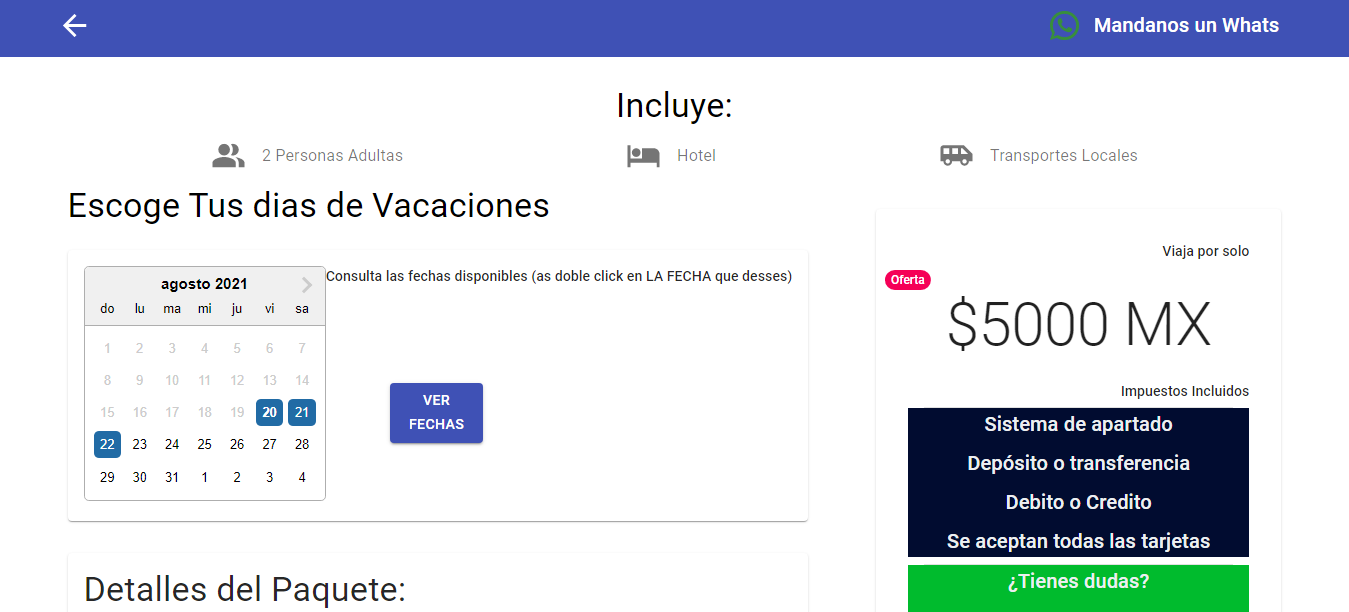 Mandanos un Whats
Incluye:
2 Personas Adultas
Hotel
Transportes Locales
Escoge Tus dias de Vacaciones
agosto 2021
do lu ma mi ju vi sa
1 2 3 4 5 6 7
8 9 10 11 12 13 14
15 16 17 18 19 20 21
22 23 24 25 26 27 28
29 30 31 1 2 3 4
Consulta las fechas disponibles (as doble click en LA FECHA que desses)
VER
FECHAS
Detalles del Paquete:
Viaja por solo
Oferta
$5000 MX
Impuestos Incluidos
Sistema de apartado
Depósito o transferencia
Debito o Credito
Se aceptan todas las tarjetas
¿Tienes dudas?